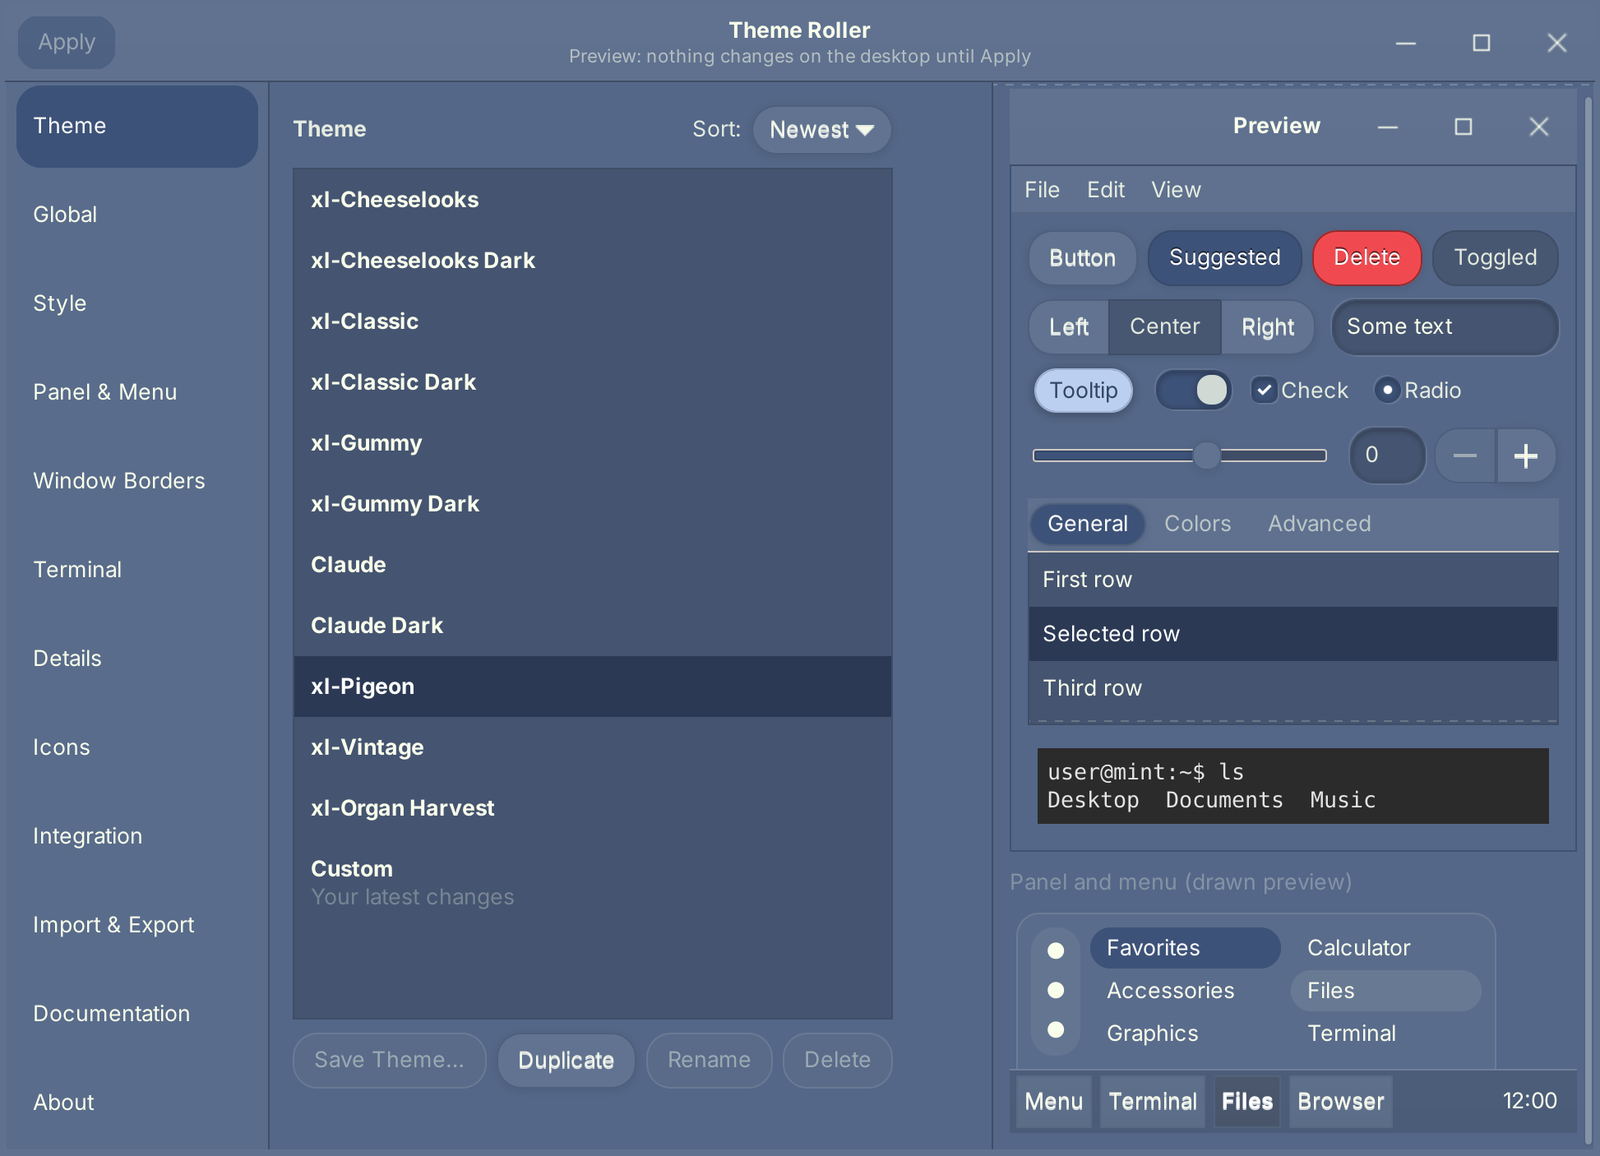 Apply
Theme Roller
Preview: nothing changes on the desktop until Apply
Theme
Global
Style
Panel & Menu
Window Borders
Terminal
Details
Icons
Integration
Import & Export
Documentation
About
Theme
Sort: Newest
xl-Cheeselooks
xl-Cheeselooks Dark
xl-Classic
xl-Classic Dark
xl-Gummy
xl-Gummy Dark
Claude
Claude Dark
xl-Pigeon
xl-Vintage
xl-Organ Harvest
Custom
Your latest changes
Save Theme... Duplicate Rename Delete
Preview
File Edit View
Button Suggested Delete Toggled
Left Center Right Some text
Tooltip Check Radio
0
General Colors Advanced
First row
Selected row
Third row
user@mint:~$ ls
Desktop Documents Music
Panel and menu (drawn preview)
Favorites Calculator
Accessories Files
Graphics Terminal
Menu Terminal Files Browser 12:00